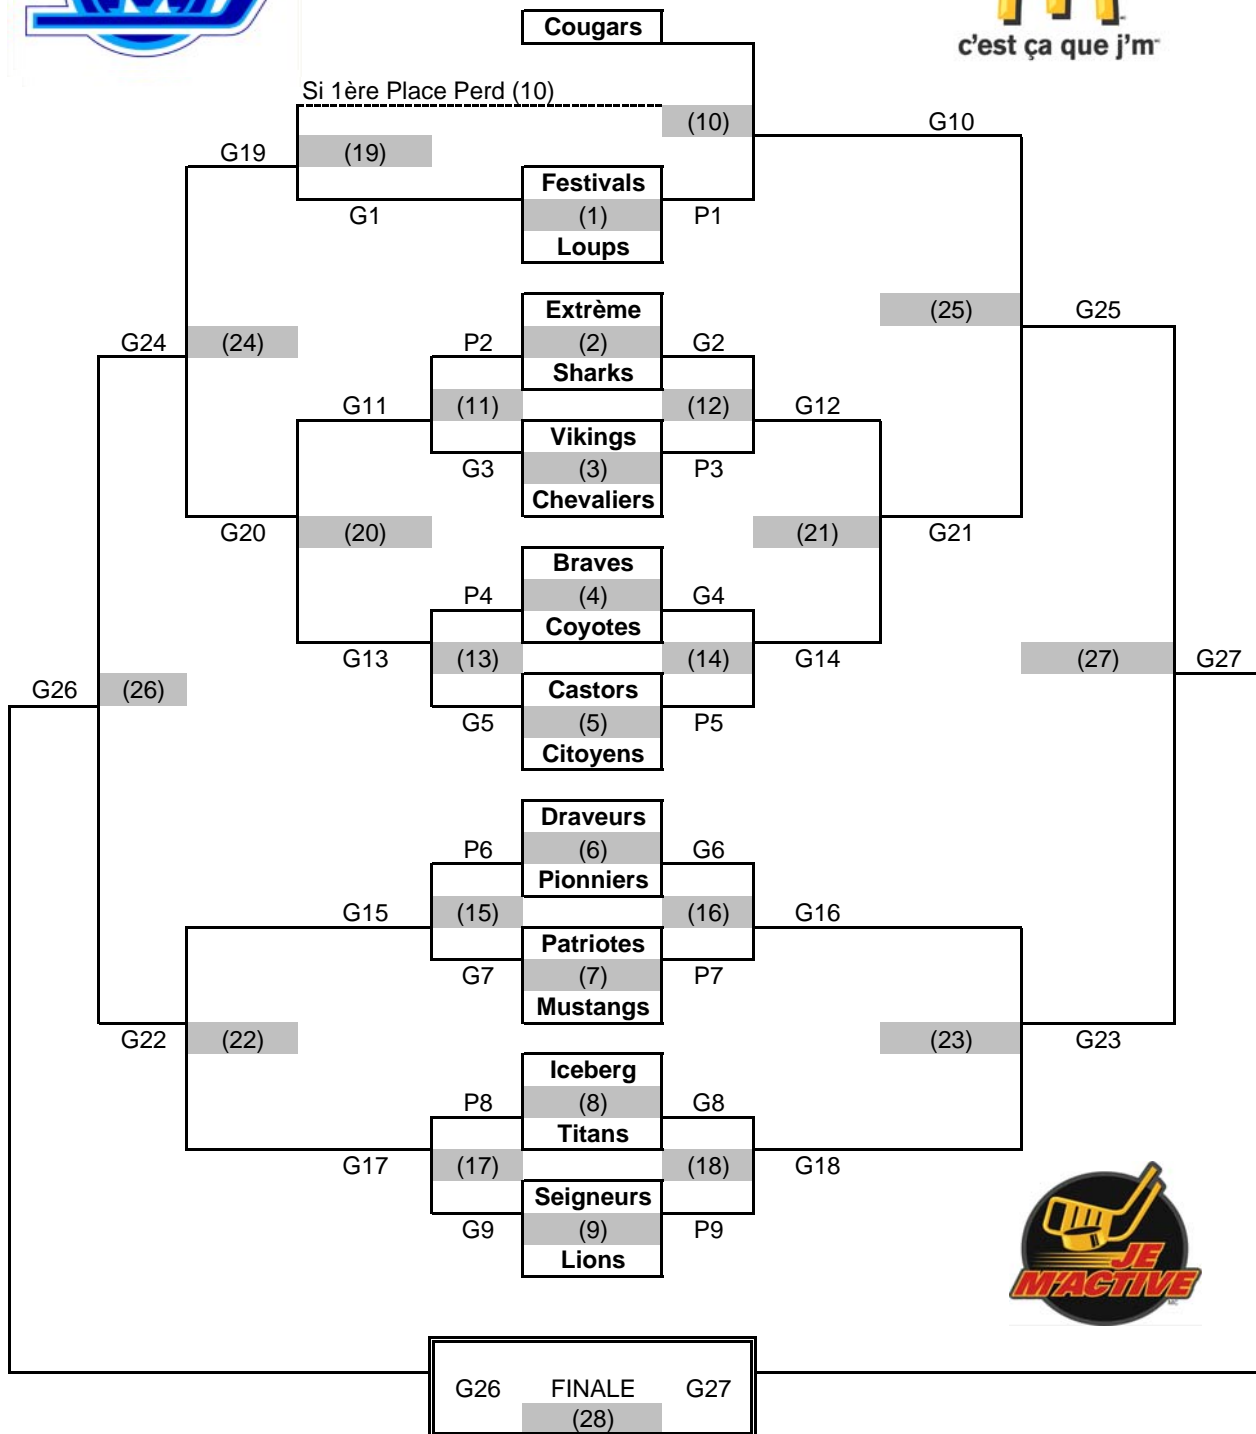 Cougars
c'est ça que j'm
Si 1ère Place Perd (10)
(10)
G10
G19
(19)
Festivals
G1
(1)
P1
Loups
Extrème
(25)
G25
G24
(24)
P2
(2)
G2
Sharks
G11
(11)
(12)
G12
Vikings
G3
(3)
P3
Chevaliers
G20
(20)
(21)
G21
Braves
P4
(4)
G4
Coyotes
G13
(13)
(14)
G14
(27)
G27
G26
(26)
Castors
G5
(5)
P5
Citoyens
Draveurs
P6
(6)
G6
Pionniers
G15
(15)
(16)
G16
Patriotes
G7
(7)
P7
Mustangs
G22
(22)
(23)
G23
Iceberg
P8
(8)
G8
Titans
G17
(17)
(18)
G18
Seigneurs
G9
(9)
P9
Lions
JE
M'ACTIVE
MC
G26 FINALE G27
(28)